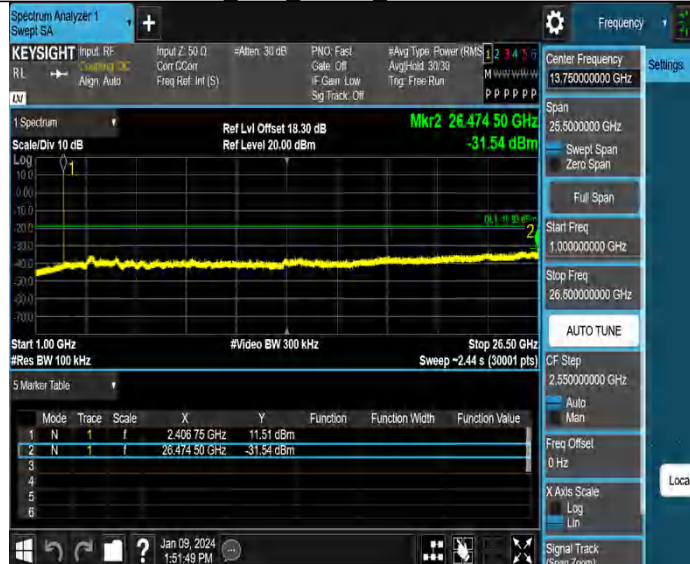 Spectrum Analyzer 1
Swept SA
+
Frequency
KEYSIGHT
RL
Input: RF
Coupling: DC
Align: Auto
Input Z: 50 Ω
Corr CCorr
Freq Ref: Int (S)
#Atten: 30 dB
PNO: Fast
Gate: Off
IF Gain: Low
Sig Track: Off
#Avg Type: Power (RMS
Avg|Hold: 30/30
Trig: Free Run
1 2 3 4 5 6
M W W W W W
P P P P P P
Settings
1 Spectrum
Scale/Div 10 dB
Ref Lvl Offset 18.30 dB
Ref Level 20.00 dBm
Mkr2 26.474 50 GHz
-31.54 dBm
Log
10.0
0.00
-10.0
-20.0
-30.0
-50.0
-60.0
-70.0
1
2
Start 1.00 GHz
#Res BW 100 kHz
#Video BW 300 kHz
Stop 26.50 GHz
Sweep ~2.44 s (30001 pts)
5 Marker Table
Mode Trace Scale X Y Function Function Width Function Value
1 N 1 f 2.406 75 GHz 11.51 dBm
2 N 1 f 26.474 50 GHz -31.54 dBm
3
4
5
6
Center Frequency
13.750000000 GHz
Span
25.5000000 GHz
Swept Span
Zero Span
Full Span
Start Freq
1.000000000 GHz
Stop Freq
26.500000000 GHz
AUTO TUNE
CF Step
2.550000000 GHz
Auto
Man
Freq Offset
0 Hz
X Axis Scale
Log
Lin
Signal Track
(Span Zoom)
Loca
?
Jan 09, 2024
1:51:49 PM